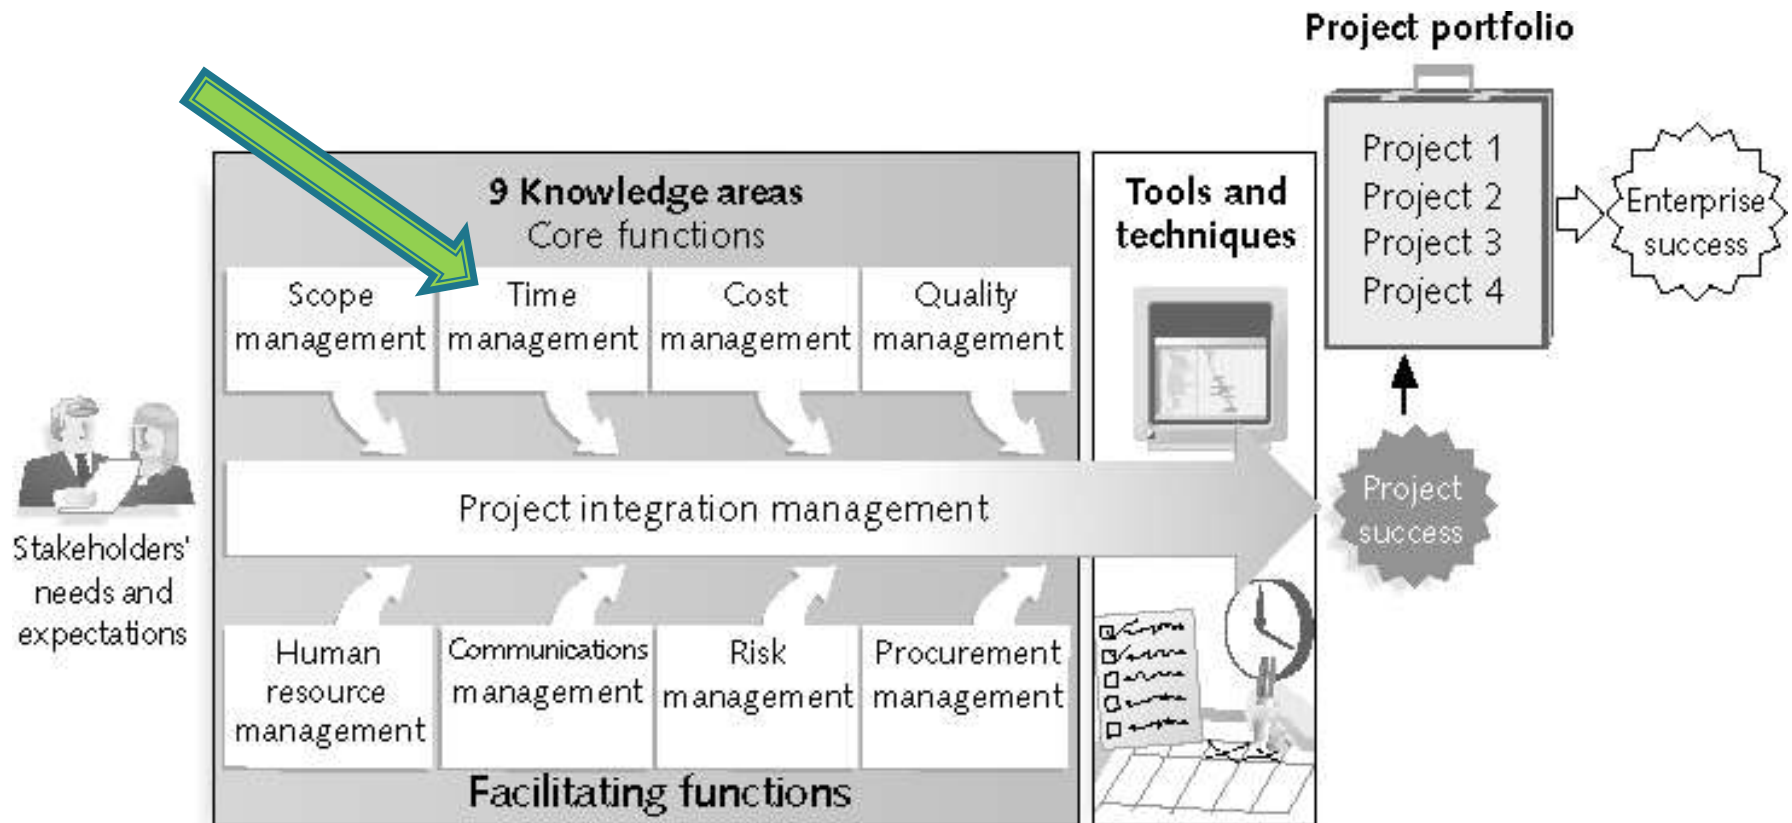 Project portfolio
Project 1
Project 2
Project 3
Project 4
Enterprise
success
9 Knowledge areas
Core functions
Tools and
techniques
Scope
management
Time
management
Cost
management
Quality
management
Project integration management
Project
success
Stakeholders'
needs and
expectations
Human
resource
management
Communications
management
Risk
management
Procurement
management
Facilitating functions